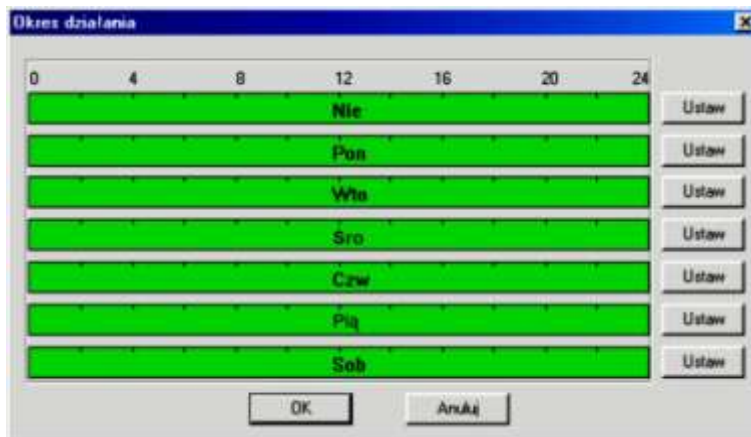 Okres działania
0 4 8 12 16 20 24
Nie Ustaw
Pon Ustaw
Wto Ustaw
Sro Ustaw
Czw Ustaw
Pią Ustaw
Sob Ustaw
OK Anuluj